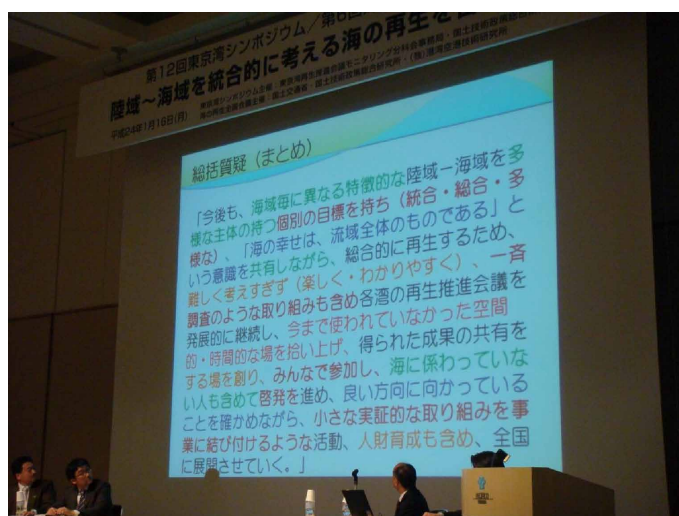 第12回東京湾シンポジウム／第6回
陸域～海域を統合的に考える海の再生を
平成24年1月16日(月)
総括質疑（まとめ）
「今後も、海域毎に異なる特徴的な陸域－海域を多
様な主体の持つ個別の目標を持ち（統合・総合・多
様な）、「海の幸せは、流域全体のものである」と
いう意識を共有しながら、総合的に再生するため、
難しく考えすぎず（楽しく・わかりやすく）、一斉
調査のような取り組みも含め各湾の再生推進会議を
発展的に継続し、今まで使われていなかった空間
的・時間的な場を拾い上げ、得られた成果の共有を
する場を創り、みんなで参加し、海に係わっていな
い人も含めて啓発を進め、良い方向に向かっている
ことを確かめながら、小さな実証的な取り組みを事
業に結び付けるような活動、人財育成も含め、全国
に展開させていく。」